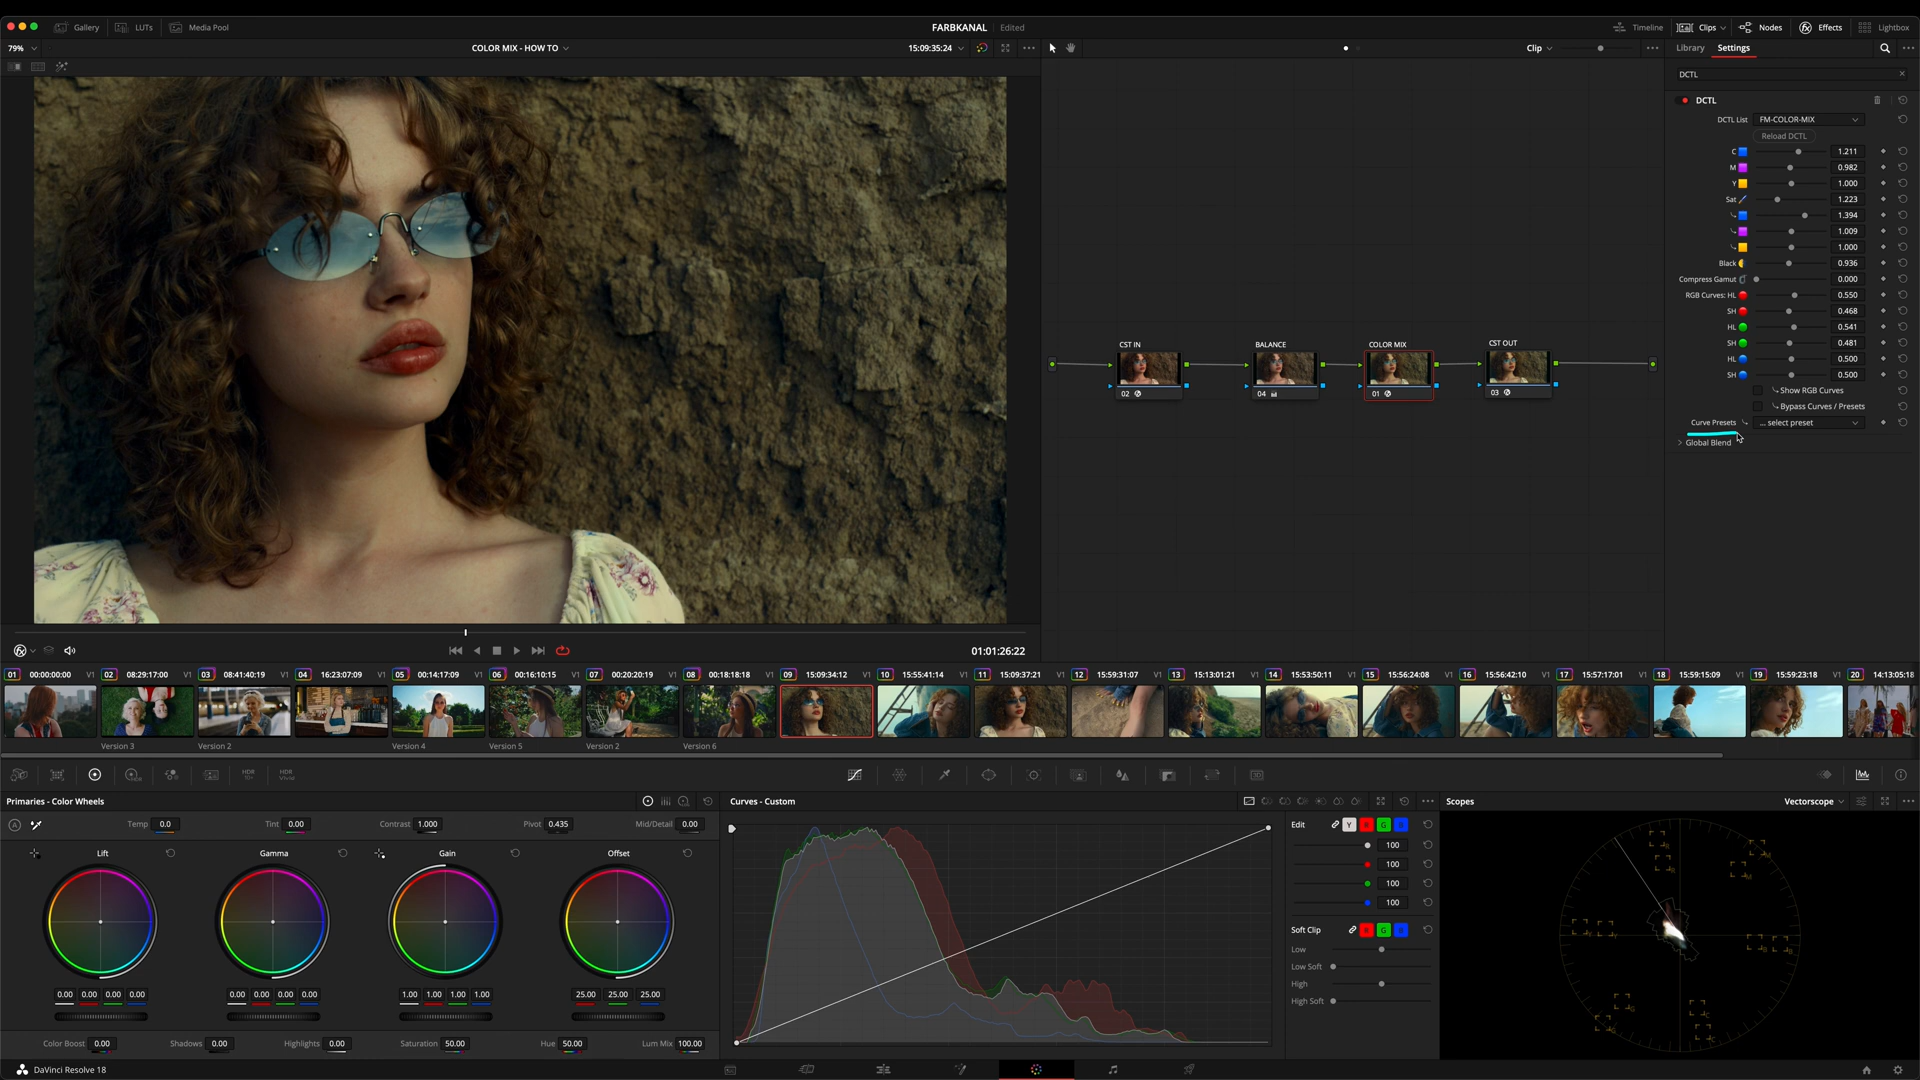 Gallery LUTs Media Pool FARBKANAL Edited Timeline Clips Nodes Effects Lightbox
79% COLOR MIX - HOW TO 15:09:35:24 Clip Library Settings
DCTL
DCTL
DCTL List FM-COLOR-MIX
Reload DCTL
C 1.211
M 0.982
Y 1.000
Sat 1.223
1.394
1.009
1.000
Black 0.936
Compress Gamut 0.000
RGB Curves: HL 0.550
SH 0.468
HL 0.541
SH 0.481
HL 0.500
SH 0.500
Show RGB Curves
Bypass Curves / Presets
Curve Presets ... select preset
Global Blend
CST IN BALANCE COLOR MIX CST OUT
02 04 01 03
01:01:26:22
01 00:00:00:00 V1 02 08:29:17:00 V1 03 08:41:40:19 V1 04 16:23:07:09 V1 05 00:14:17:09 V1 06 00:16:10:15 V1 07 00:20:20:19 V1 08 00:18:18:18 V1 09 15:09:34:12 V1 10 15:55:41:14 V1 11 15:09:37:21 V1 12 15:59:31:07 V1 13 15:13:01:21 V1 14 15:53:50:11 V1 15 15:56:24:08 V1 16 15:56:42:10 V1 17 15:57:17:01 V1 18 15:59:15:09 V1 19 15:59:23:18 V1 20 14:13:05:18
Version 3 Version 2 Version 4 Version 5 Version 2 Version 6
Primaries - Color Wheels Curves - Custom Scopes Vectorscope
Temp 0.0 Tint 0.00 Contrast 1.000 Pivot 0.435 Mid/Detail 0.00
Lift Gamma Gain Offset
0.00 0.00 0.00 0.00 0.00 0.00 0.00 0.00 1.00 1.00 1.00 1.00 25.00 25.00 25.00
Color Boost 0.00 Shadows 0.00 Highlights 0.00 Saturation 50.00 Hue 50.00 Lum Mix 100.00
Edit Y R G B
100
100
100
100
Soft Clip R G B
Low
Low Soft
High
High Soft
DaVinci Resolve 18